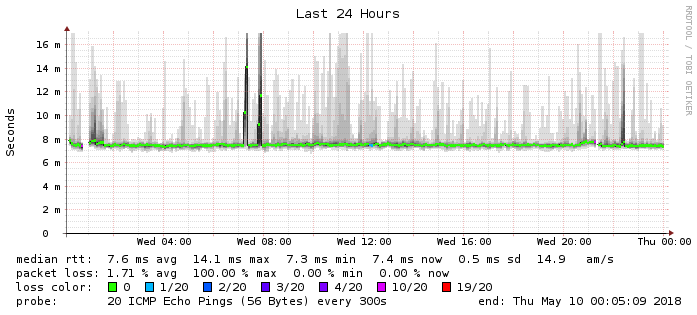 Last 24 Hours
RRDTOOL / TOBI OETIKER
Seconds
16 m
14 m
12 m
10 m
8 m
6 m
4 m
2 m
0
Wed 04:00 Wed 08:00 Wed 12:00 Wed 16:00 Wed 20:00 Thu 00:00
median rtt: 7.6 ms avg 14.1 ms max 7.3 ms min 7.4 ms now 0.5 ms sd 14.9 am/s
packet loss: 1.71 % avg 100.00 % max 0.00 % min 0.00 % now
loss color: 0 1/20 2/20 3/20 4/20 10/20 19/20
probe: 20 ICMP Echo Pings (56 Bytes) every 300s end: Thu May 10 00:05:09 2018